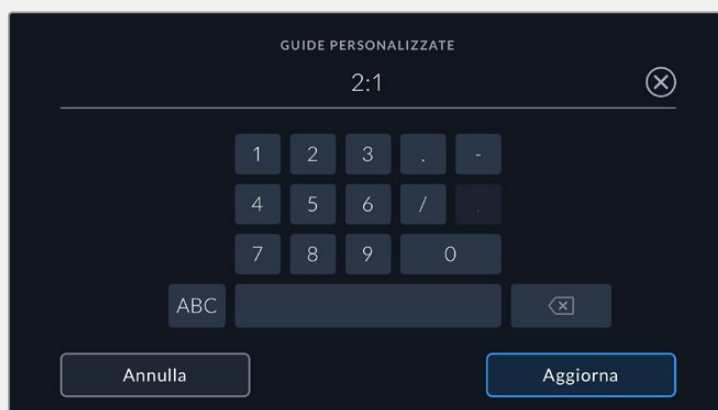 GUIDE PERSONALIZZATE
2:1
1 2 3 . -
4 5 6 / ,
7 8 9 0
ABC
Annulla Aggiorna